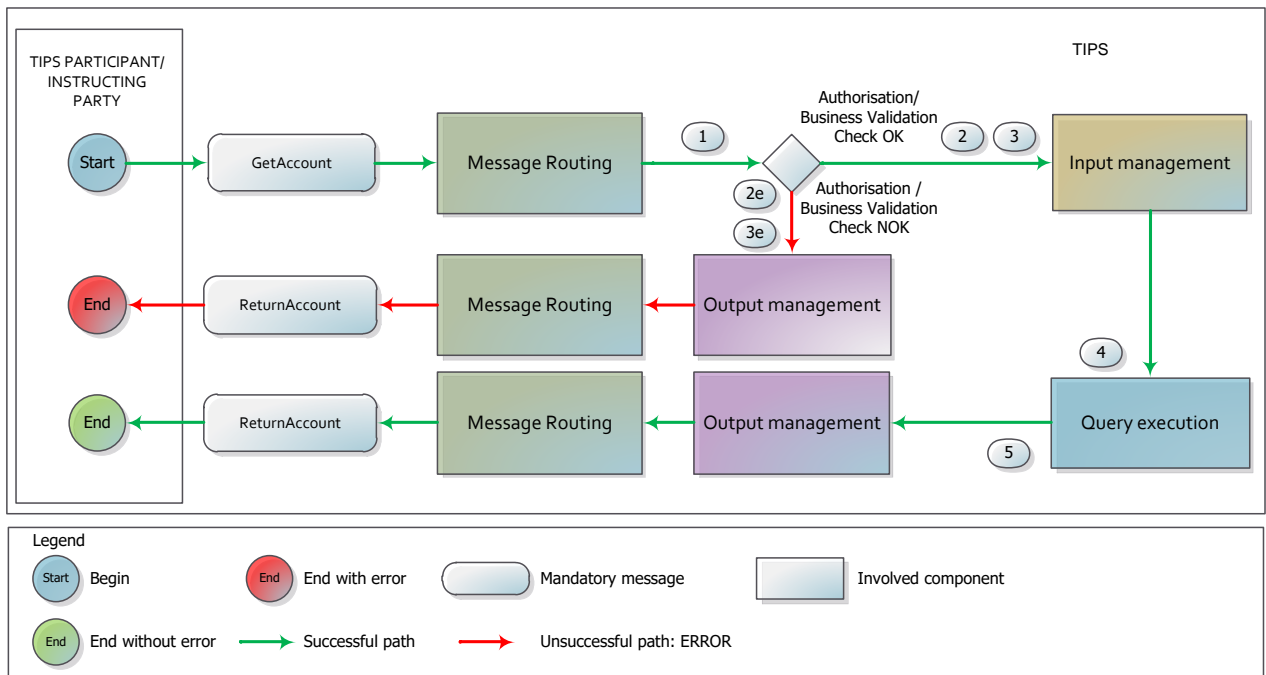 TIPS PARTICIPANT/
INSTRUCTING
PARTY
TIPS
Start
GetAccount
Message Routing
1
Authorisation/
Business Validation
Check OK
2
3
Input management
2e
3e
Authorisation /
Business Validation
Check NOK
End
ReturnAccount
Message Routing
Output management
4
End
ReturnAccount
Message Routing
Output management
5
Query execution
Legend
Start
Begin
End
End with error
Mandatory message
Involved component
End
End without error
Successful path
Unsuccessful path: ERROR